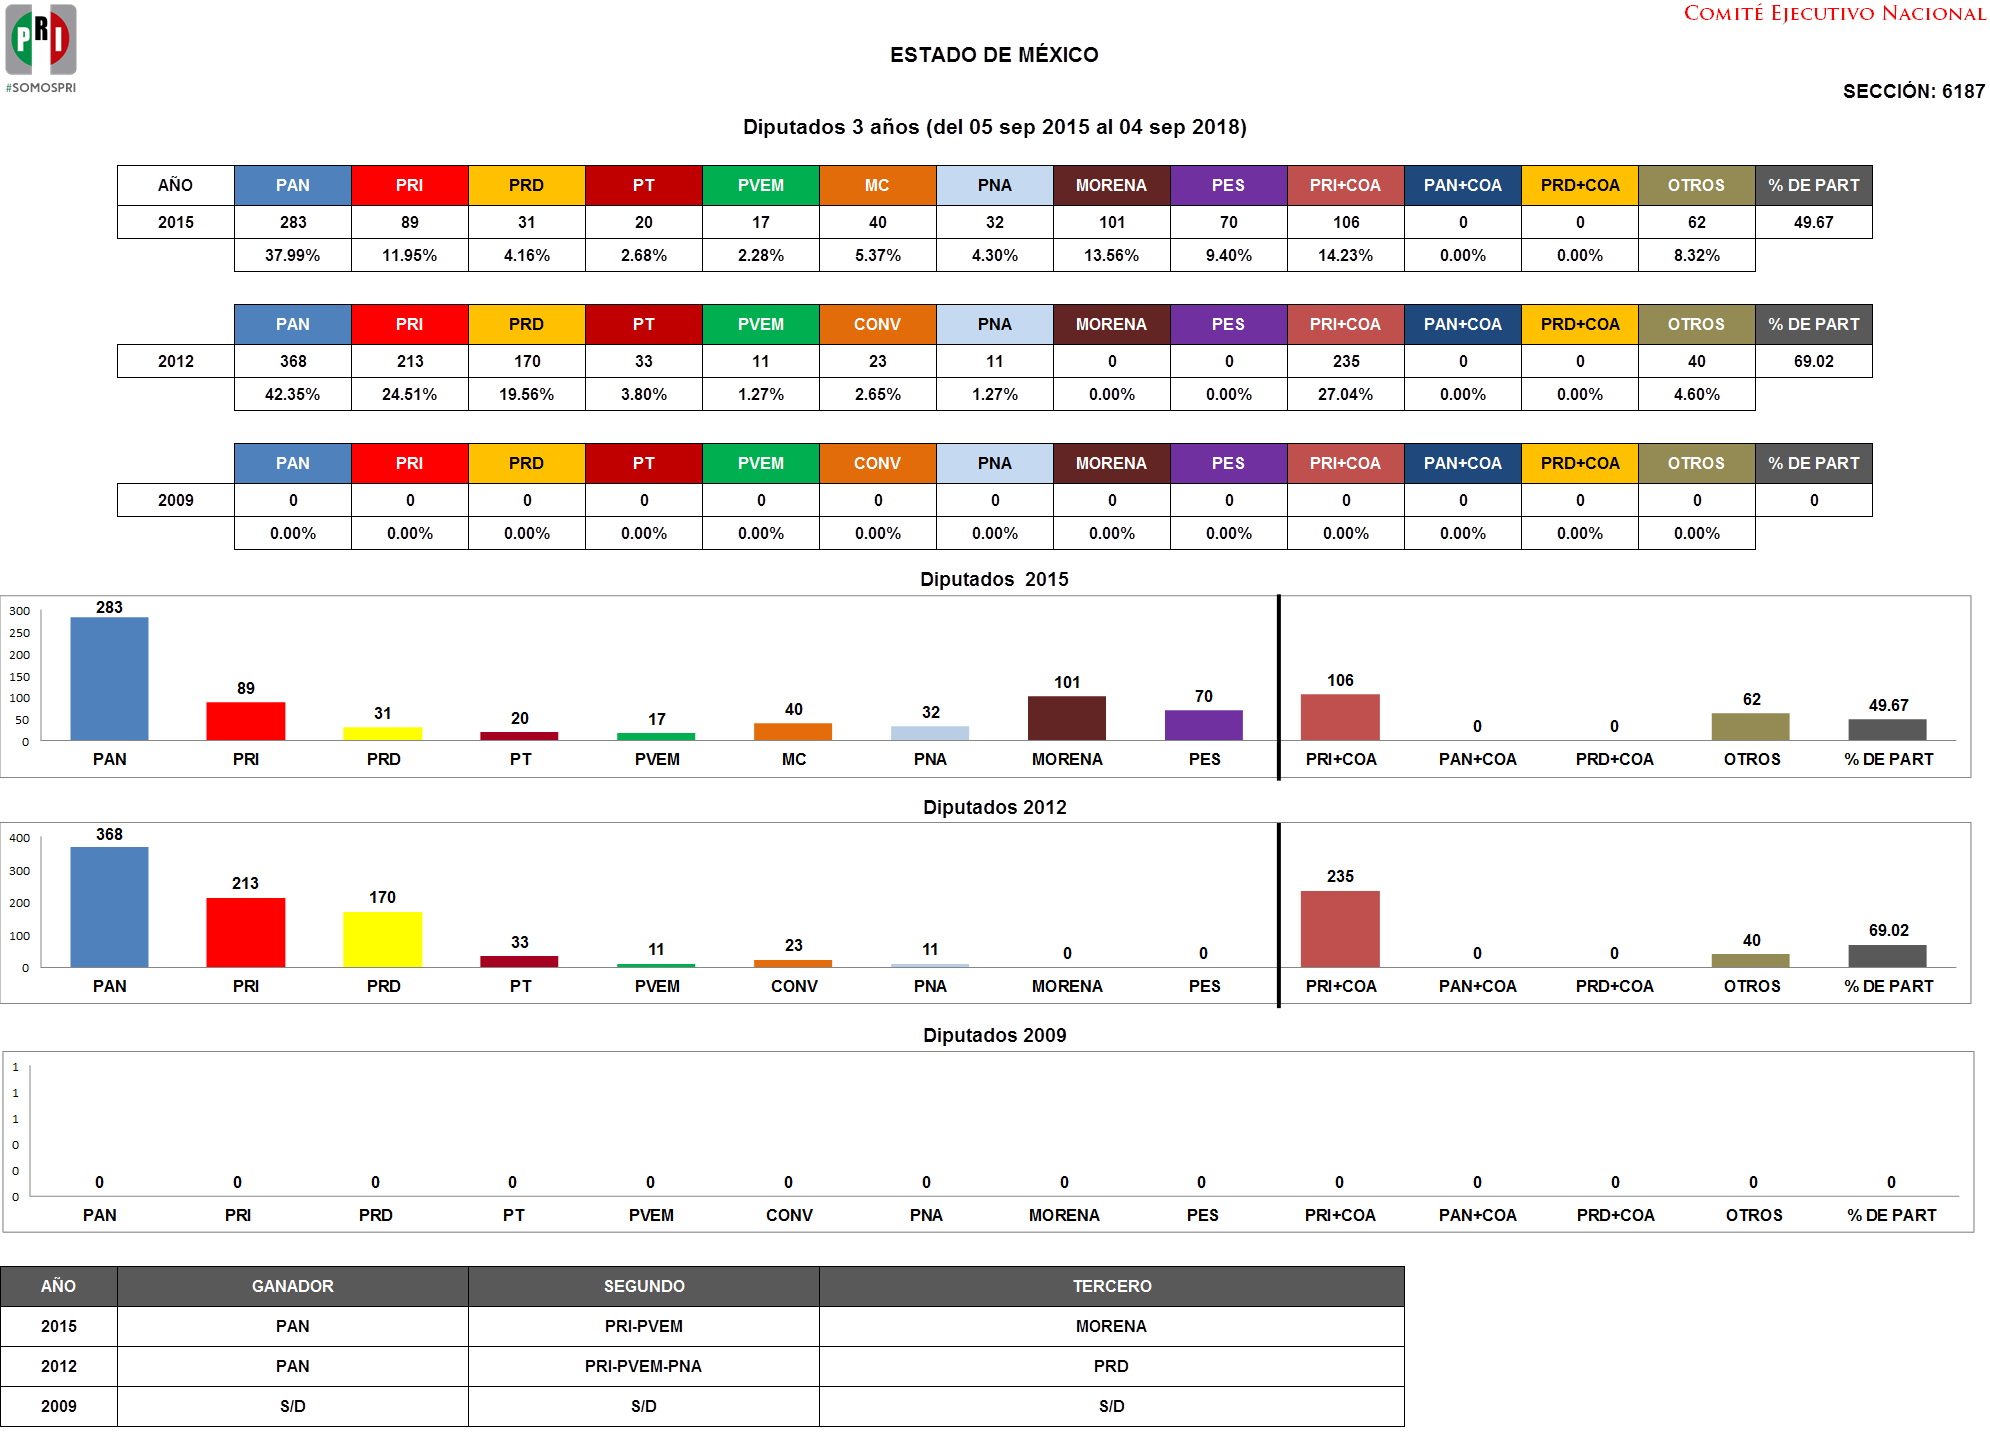 PRI
#SOMOSPRI
COMITÉ EJECUTIVO NACIONAL
ESTADO DE MÉXICO
SECCIÓN: 6187
Diputados 3 años (del 05 sep 2015 al 04 sep 2018)
AÑO PAN PRI PRD PT PVEM MC PNA MORENA PES PRI+COA PAN+COA PRD+COA OTROS % DE PART
2015 283 89 31 20 17 40 32 101 70 106 0 0 62 49.67
37.99% 11.95% 4.16% 2.68% 2.28% 5.37% 4.30% 13.56% 9.40% 14.23% 0.00% 0.00% 8.32%
PAN PRI PRD PT PVEM CONV PNA MORENA PES PRI+COA PAN+COA PRD+COA OTROS % DE PART
2012 368 213 170 33 11 23 11 0 0 235 0 0 40 69.02
42.35% 24.51% 19.56% 3.80% 1.27% 2.65% 1.27% 0.00% 0.00% 27.04% 0.00% 0.00% 4.60%
PAN PRI PRD PT PVEM CONV PNA MORENA PES PRI+COA PAN+COA PRD+COA OTROS % DE PART
2009 0 0 0 0 0 0 0 0 0 0 0 0 0 0
0.00% 0.00% 0.00% 0.00% 0.00% 0.00% 0.00% 0.00% 0.00% 0.00% 0.00% 0.00% 0.00%
Diputados 2015
300
250
200
150
100
50
0
283 89 31 20 17 40 32 101 70 106 0 0 62 49.67
PAN PRI PRD PT PVEM MC PNA MORENA PES PRI+COA PAN+COA PRD+COA OTROS % DE PART
Diputados 2012
400
300
200
100
0
368 213 170 33 11 23 11 0 0 235 0 0 40 69.02
PAN PRI PRD PT PVEM CONV PNA MORENA PES PRI+COA PAN+COA PRD+COA OTROS % DE PART
Diputados 2009
1
1
1
0
0
0
0 0 0 0 0 0 0 0 0 0 0 0 0 0
PAN PRI PRD PT PVEM CONV PNA MORENA PES PRI+COA PAN+COA PRD+COA OTROS % DE PART
AÑO GANADOR SEGUNDO TERCERO
2015 PAN PRI-PVEM MORENA
2012 PAN PRI-PVEM-PNA PRD
2009 S/D S/D S/D